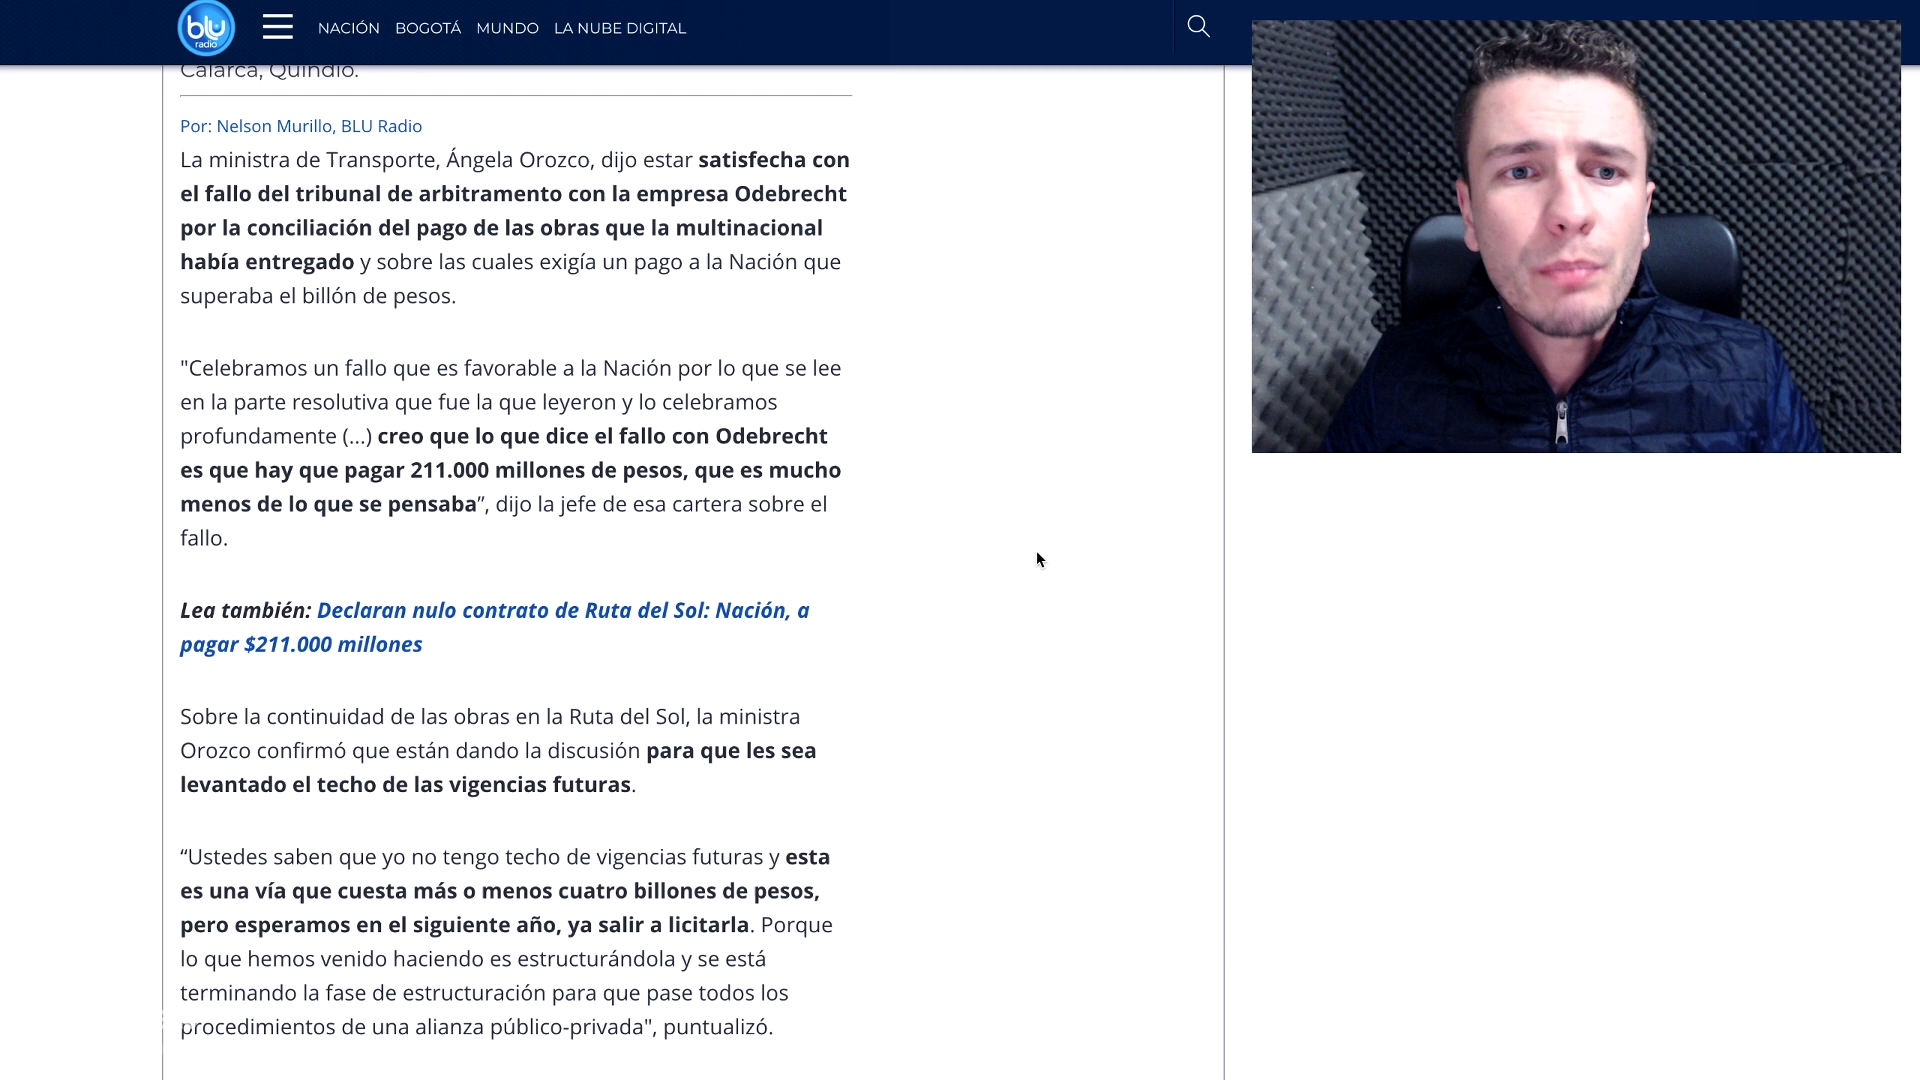 blu
radio
NACIÓN BOGOTÁ MUNDO LA NUBE DIGITAL
Calarcá, Quindío.
Por: Nelson Murillo, BLU Radio
La ministra de Transporte, Ángela Orozco, dijo estar satisfecha con
el fallo del tribunal de arbitramento con la empresa Odebrecht
por la conciliación del pago de las obras que la multinacional
había entregado y sobre las cuales exigía un pago a la Nación que
superaba el billón de pesos.
"Celebramos un fallo que es favorable a la Nación por lo que se lee
en la parte resolutiva que fue la que leyeron y lo celebramos
profundamente (...) creo que lo que dice el fallo con Odebrecht
es que hay que pagar 211.000 millones de pesos, que es mucho
menos de lo que se pensaba”, dijo la jefe de esa cartera sobre el
fallo.
Lea también: Declaran nulo contrato de Ruta del Sol: Nación, a
pagar $211.000 millones
Sobre la continuidad de las obras en la Ruta del Sol, la ministra
Orozco confirmó que están dando la discusión para que les sea
levantado el techo de las vigencias futuras.
“Ustedes saben que yo no tengo techo de vigencias futuras y esta
es una vía que cuesta más o menos cuatro billones de pesos,
pero esperamos en el siguiente año, ya salir a licitarla. Porque
lo que hemos venido haciendo es estructurándola y se está
terminando la fase de estructuración para que pase todos los
procedimientos de una alianza público-privada", puntualizó.